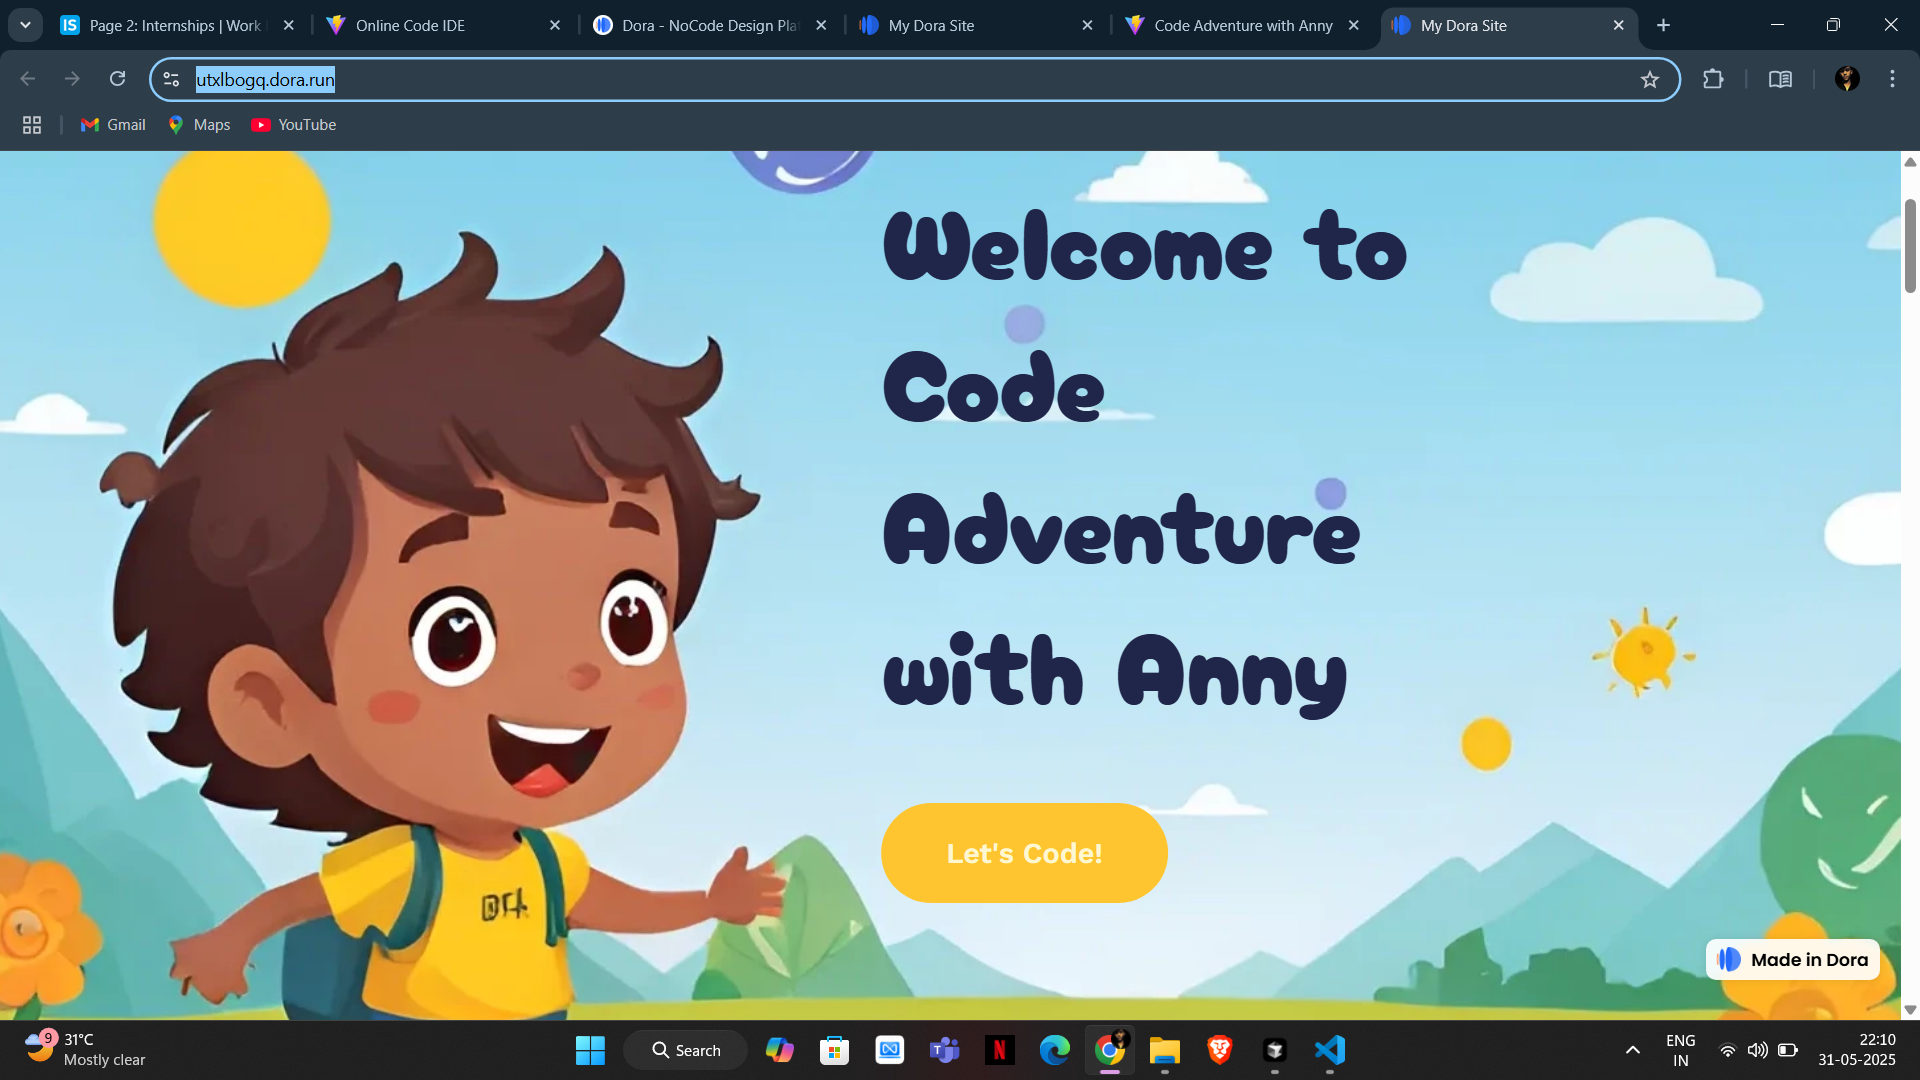 Page 2: Internships | Work
Online Code IDE
Dora - NoCode Design Pla
My Dora Site
Code Adventure with Anny
My Dora Site
utxlbogq.dora.run
Gmail
Maps
YouTube
Welcome to
Code
Adventure
with Anny
Let's Code!
Made in Dora
9
31°C
Mostly clear
Search
ENG
IN
22:10
31-05-2025